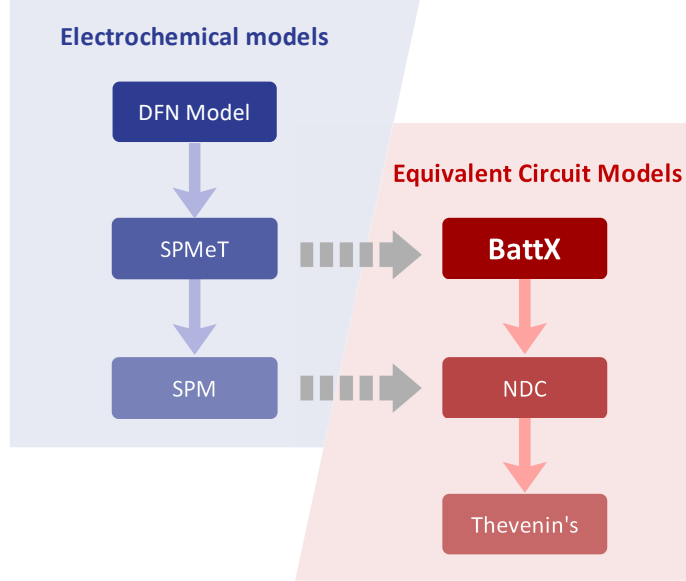 Electrochemical models
DFN Model
SPMeT
SPM
Equivalent Circuit Models
BattX
NDC
Thevenin's